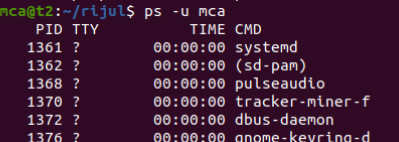 mca@t2:~/rijul$ ps -u mca
PID TTY TIME CMD
1361 ? 00:00:00 systemd
1362 ? 00:00:00 (sd-pam)
1368 ? 00:00:00 pulseaudio
1370 ? 00:00:00 tracker-miner-f
1372 ? 00:00:00 dbus-daemon
1376 ? 00:00:00 gnome-keyring-d